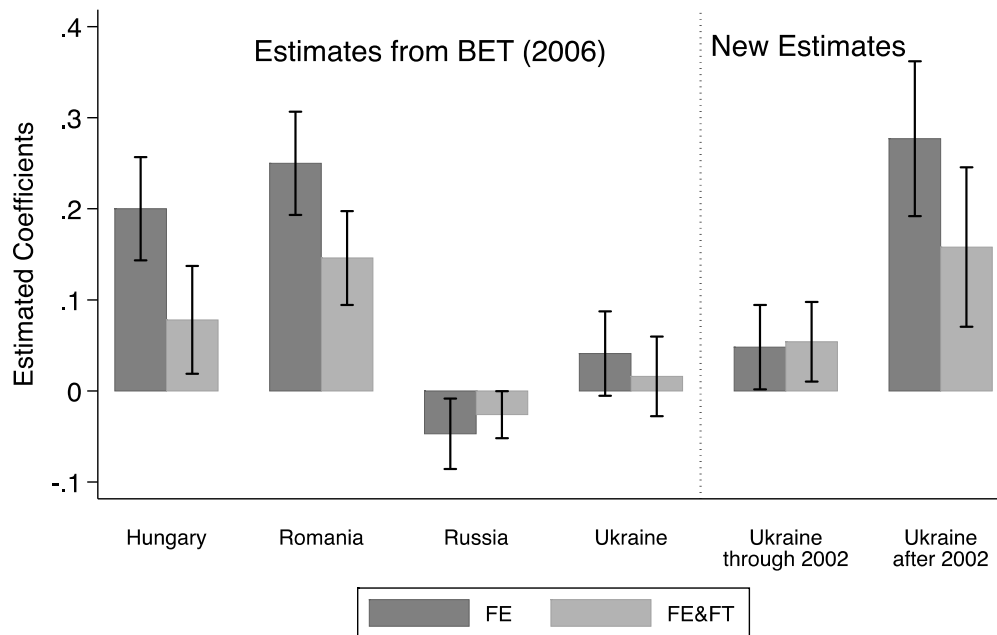 Estimates from BET (2006)
New Estimates
Estimated Coefficients
.4
.3
.2
.1
0
-.1
Hungary
Romania
Russia
Ukraine
Ukraine
through 2002
Ukraine
after 2002
FE
FE&FT